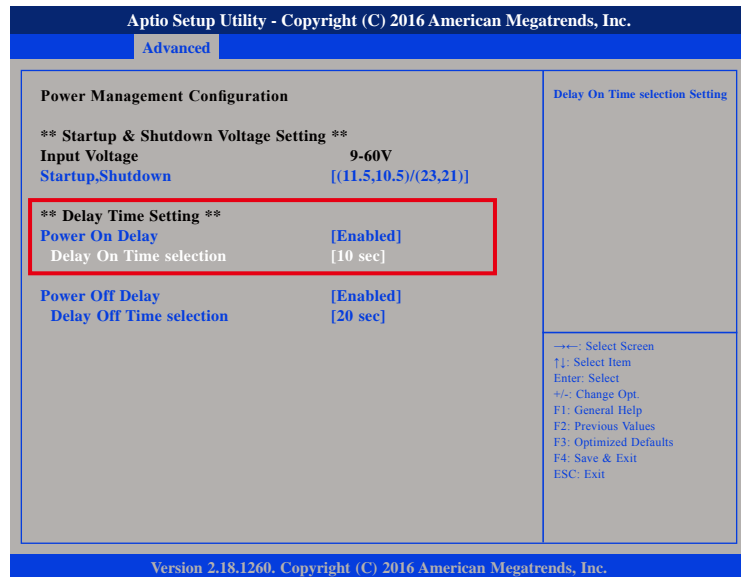 Aptio Setup Utility - Copyright (C) 2016 American Megatrends, Inc.
Advanced
Power Management Configuration
** Startup & Shutdown Voltage Setting **
Input Voltage 9-60V
Startup,Shutdown [(11.5,10.5)/(23,21)]
** Delay Time Setting **
Power On Delay [Enabled]
Delay On Time selection [10 sec]
Power Off Delay [Enabled]
Delay Off Time selection [20 sec]
Delay On Time selection Setting
→←: Select Screen
↑↓: Select Item
Enter: Select
+/-: Change Opt.
F1: General Help
F2: Previous Values
F3: Optimized Defaults
F4: Save & Exit
ESC: Exit
Version 2.18.1260. Copyright (C) 2016 American Megatrends, Inc.